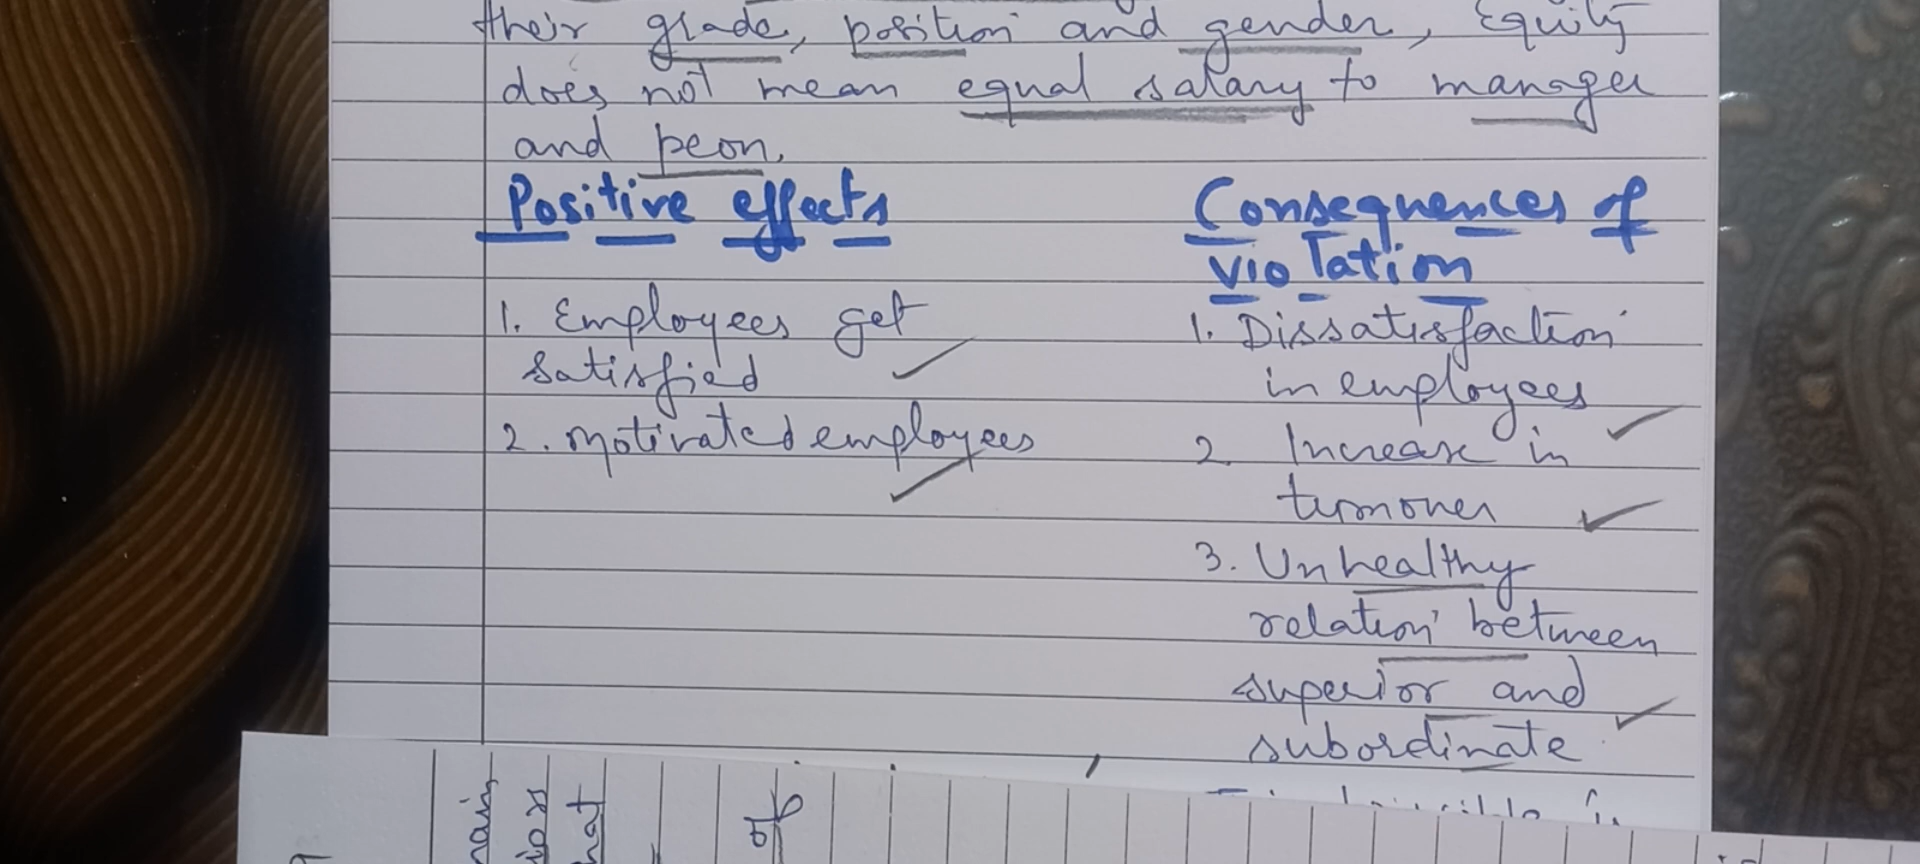 their grade, position and gender, Equity
does not mean equal salary to manager
and peon.
Positive effects
1. Employees get
satisfied
2. Motivated employees
Consequences of
violation
1. Dissatisfaction
in employees
2. Increase in
turnover
3. Unhealthy
relation between
superior and
subordinate
of